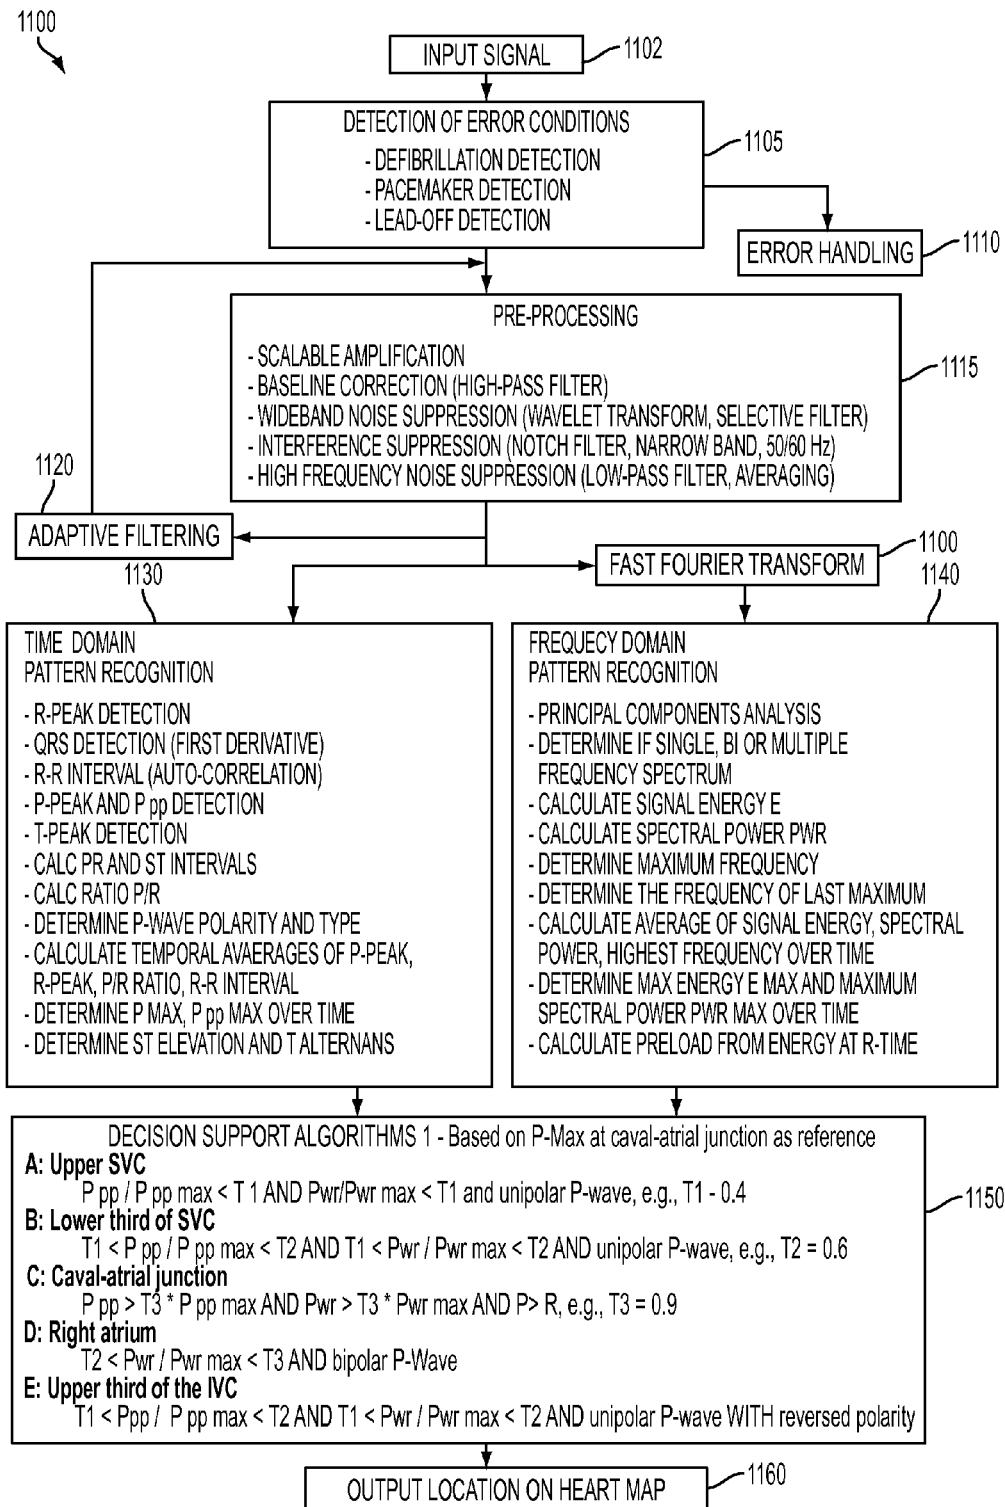 1100
INPUT SIGNAL
1102
DETECTION OF ERROR CONDITIONS
- DEFIBRILLATION DETECTION
- PACEMAKER DETECTION
- LEAD-OFF DETECTION
1105
ERROR HANDLING
1110
PRE-PROCESSING
- SCALABLE AMPLIFICATION
- BASELINE CORRECTION (HIGH-PASS FILTER)
- WIDEBAND NOISE SUPPRESSION (WAVELET TRANSFORM, SELECTIVE FILTER)
- INTERFERENCE SUPPRESSION (NOTCH FILTER, NARROW BAND, 50/60 Hz)
- HIGH FREQUENCY NOISE SUPPRESSION (LOW-PASS FILTER, AVERAGING)
1115
1120
ADAPTIVE FILTERING
FAST FOURIER TRANSFORM
1100
1130
TIME DOMAIN
PATTERN RECOGNITION
- R-PEAK DETECTION
- QRS DETECTION (FIRST DERIVATIVE)
- R-R INTERVAL (AUTO-CORRELATION)
- P-PEAK AND P pp DETECTION
- T-PEAK DETECTION
- CALC PR AND ST INTERVALS
- CALC RATIO P/R
- DETERMINE P-WAVE POLARITY AND TYPE
- CALCULATE TEMPORAL AVAERAGES OF P-PEAK,
R-PEAK, P/R RATIO, R-R INTERVAL
- DETERMINE P MAX, P pp MAX OVER TIME
- DETERMINE ST ELEVATION AND T ALTERNANS
1140
FREQUECY DOMAIN
PATTERN RECOGNITION
- PRINCIPAL COMPONENTS ANALYSIS
- DETERMINE IF SINGLE, BI OR MULTIPLE
FREQUENCY SPECTRUM
- CALCULATE SIGNAL ENERGY E
- CALCULATE SPECTRAL POWER PWR
- DETERMINE MAXIMUM FREQUENCY
- DETERMINE THE FREQUENCY OF LAST MAXIMUM
- CALCULATE AVERAGE OF SIGNAL ENERGY, SPECTRAL
POWER, HIGHEST FREQUENCY OVER TIME
- DETERMINE MAX ENERGY E MAX AND MAXIMUM
SPECTRAL POWER PWR MAX OVER TIME
- CALCULATE PRELOAD FROM ENERGY AT R-TIME
DECISION SUPPORT ALGORITHMS 1 - Based on P-Max at caval-atrial junction as reference
A: Upper SVC
P pp / P pp max < T 1 AND Pwr/Pwr max < T1 and unipolar P-wave, e.g., T1 - 0.4
B: Lower third of SVC
T1 < P pp / P pp max < T2 AND T1 < Pwr / Pwr max < T2 AND unipolar P-wave, e.g., T2 = 0.6
C: Caval-atrial junction
P pp > T3 * P pp max AND Pwr > T3 * Pwr max AND P> R, e.g., T3 = 0.9
D: Right atrium
T2 < Pwr / Pwr max < T3 AND bipolar P-Wave
E: Upper third of the IVC
T1 < Ppp / P pp max < T2 AND T1 < Pwr / Pwr max < T2 AND unipolar P-wave WITH reversed polarity
1150
OUTPUT LOCATION ON HEART MAP
1160